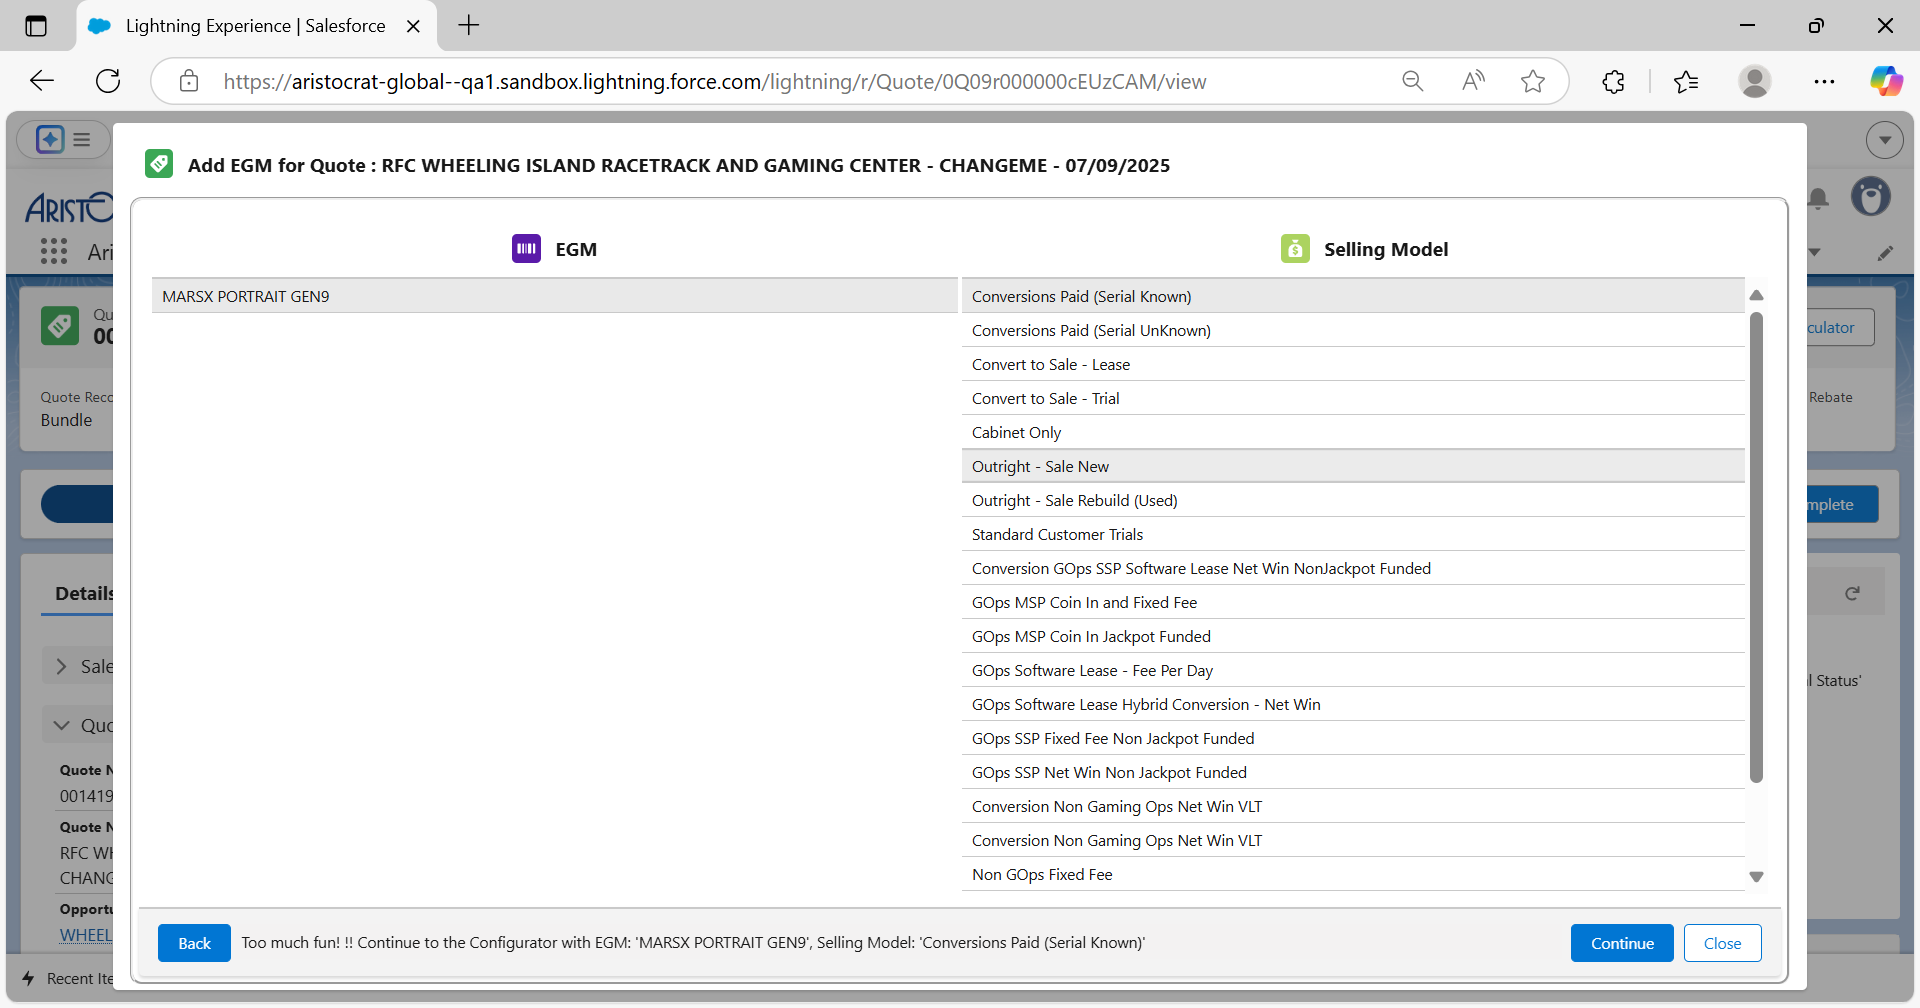 Lightning Experience | Salesforce
https://aristocrat-global--qa1.sandbox.lightning.force.com/lightning/r/Quote/0Q09r000000cEUzCAM/view
Add EGM for Quote : RFC WHEELING ISLAND RACETRACK AND GAMING CENTER - CHANGEME - 07/09/2025
EGM
Selling Model
MARSX PORTRAIT GEN9
Conversions Paid (Serial Known)
Conversions Paid (Serial UnKnown)
Convert to Sale - Lease
Convert to Sale - Trial
Cabinet Only
Outright - Sale New
Outright - Sale Rebuild (Used)
Standard Customer Trials
Conversion GOps SSP Software Lease Net Win NonJackpot Funded
GOps MSP Coin In and Fixed Fee
GOps MSP Coin In Jackpot Funded
GOps Software Lease - Fee Per Day
GOps Software Lease Hybrid Conversion - Net Win
GOps SSP Fixed Fee Non Jackpot Funded
GOps SSP Net Win Non Jackpot Funded
Conversion Non Gaming Ops Net Win VLT
Conversion Non Gaming Ops Net Win VLT
Non GOps Fixed Fee
Back
Too much fun! !! Continue to the Configurator with EGM: 'MARSX PORTRAIT GEN9', Selling Model: 'Conversions Paid (Serial Known)'
Continue
Close
ARISTO
Ari
Qu
00
Quote Reco
Bundle
Details
Sale
Quo
Quote N
001419
Quote N
RFC WH
CHANG
Opportu
WHEEL
Recent Ite
culator
Rebate
mplete
l Status'